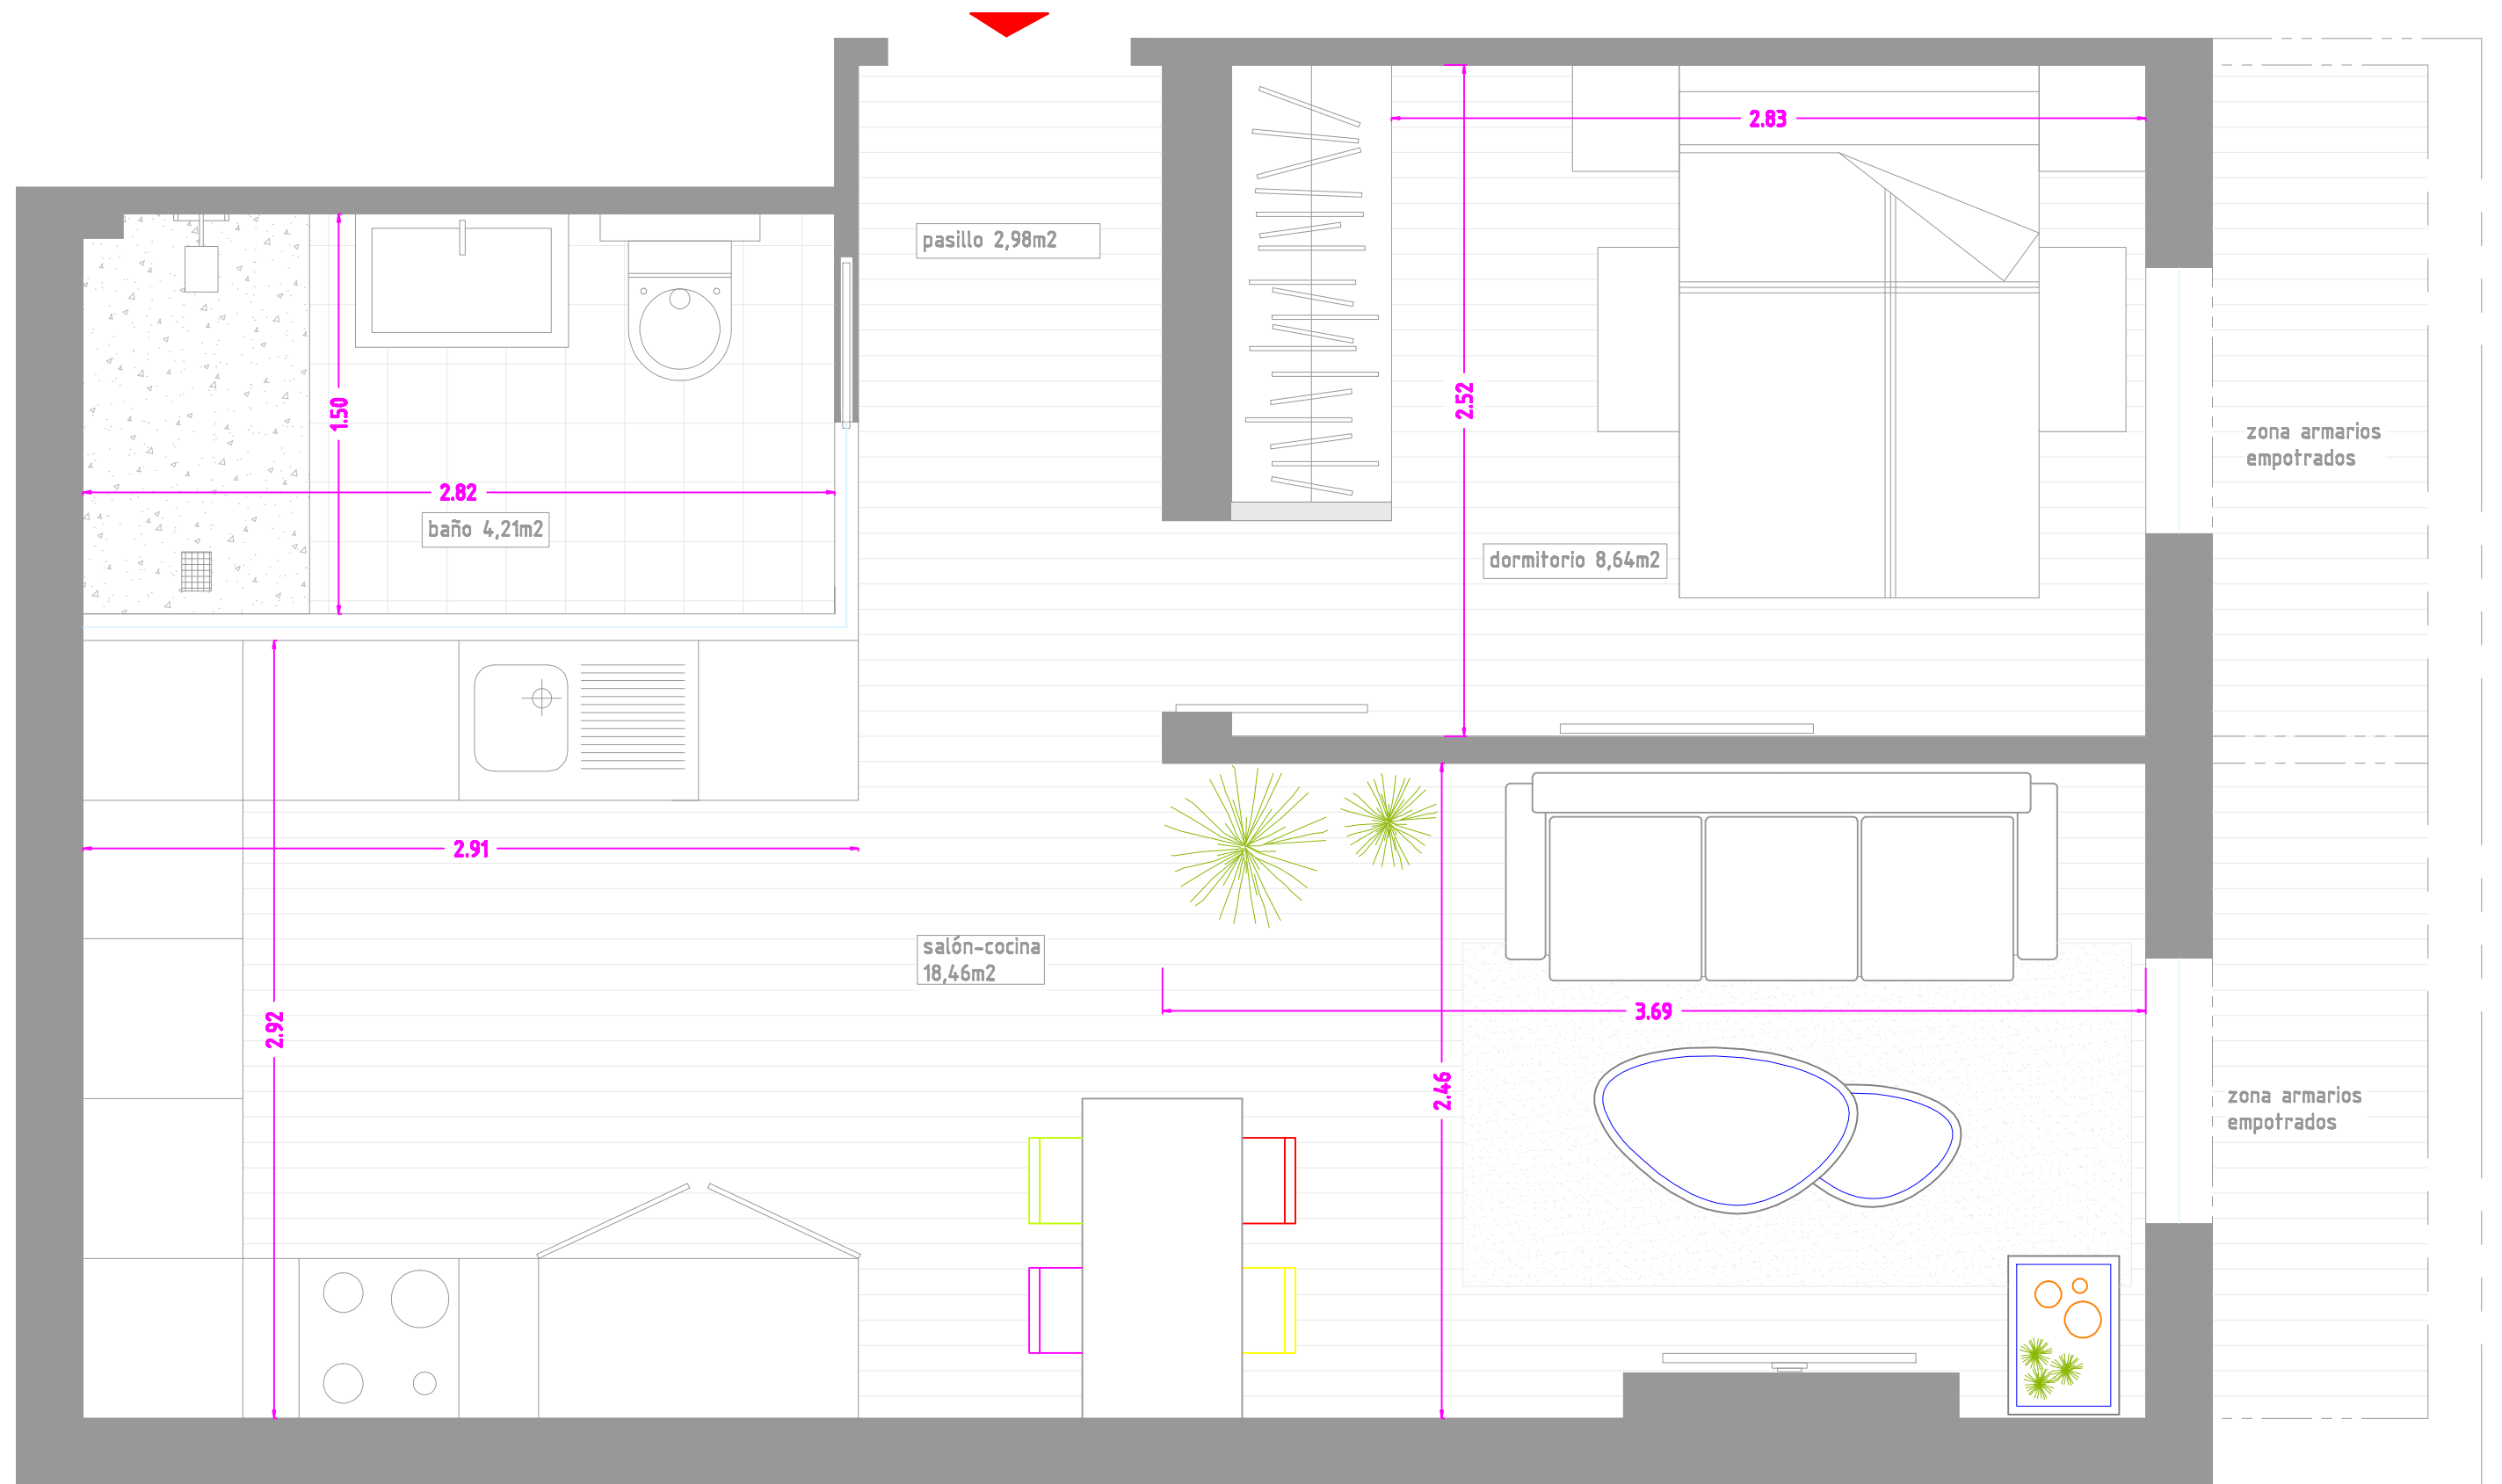 2.83
pasillo 2,98m2
1.50
2.52
zona armarios
empotrados
2.82
baño 4,21m2
dormitorio 8,64m2
2.91
salón-cocina
18,46m2
2.92
3.69
2.46
zona armarios
empotrados